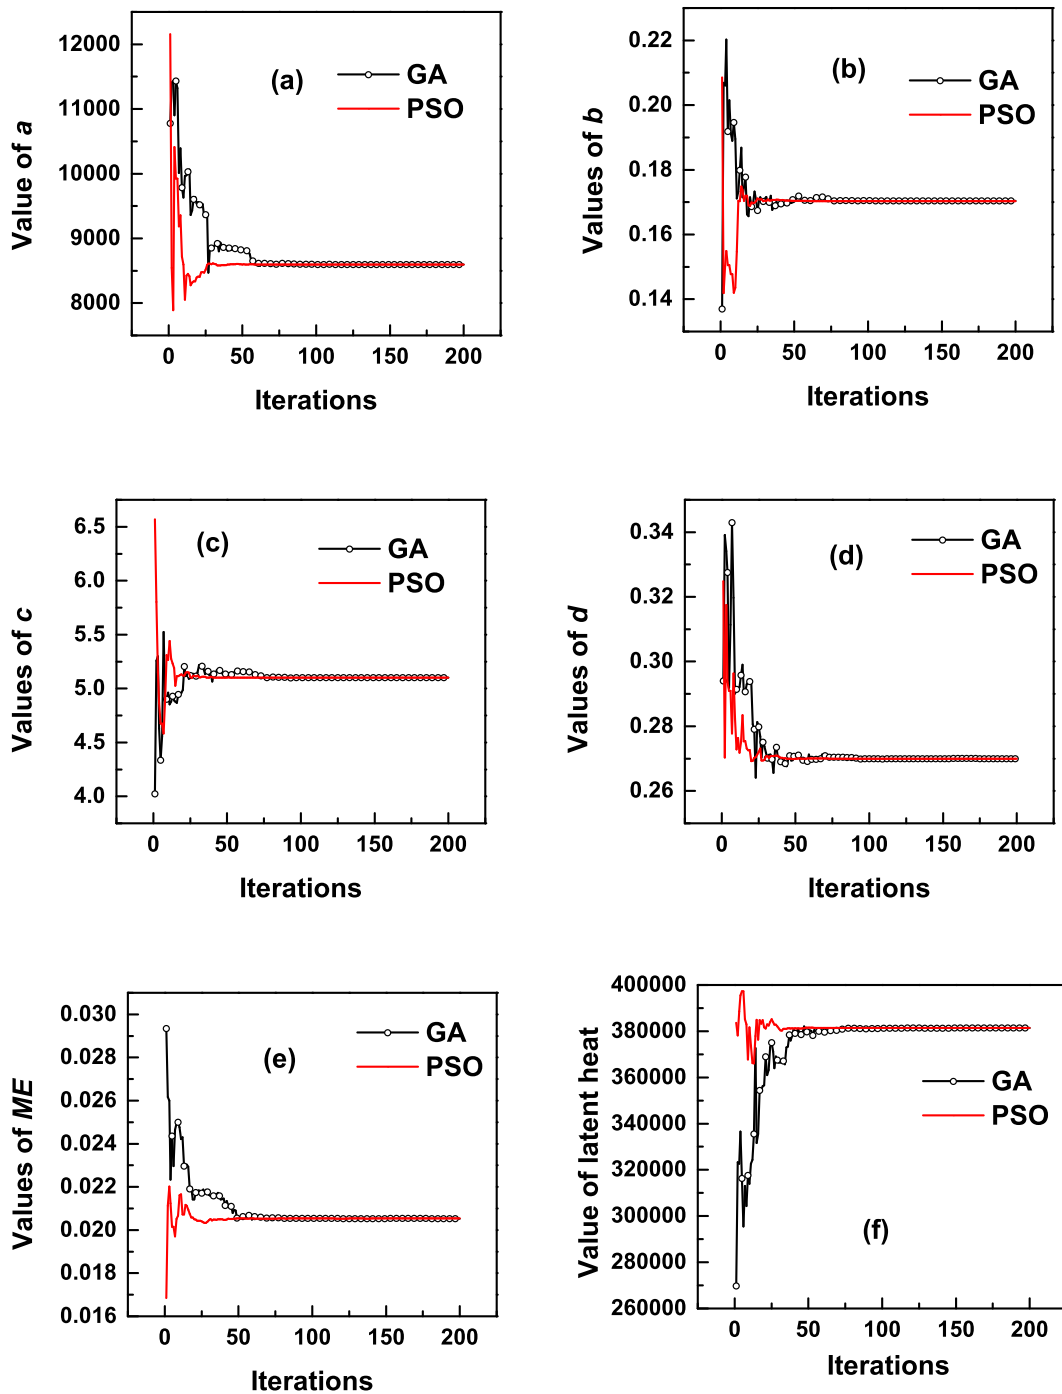 12000
11000
10000
9000
8000
0 50 100 150 200
Value of a
Iterations
(a)
GA
PSO
0.22
0.20
0.18
0.16
0.14
0 50 100 150 200
Values of b
Iterations
(b)
GA
PSO
6.5
6.0
5.5
5.0
4.5
4.0
0 50 100 150 200
Values of c
Iterations
(c)
GA
PSO
0.34
0.32
0.30
0.28
0.26
0 50 100 150 200
Values of d
Iterations
(d)
GA
PSO
0.030
0.028
0.026
0.024
0.022
0.020
0.018
0.016
0 50 100 150 200
Values of ME
Iterations
(e)
GA
PSO
400000
380000
360000
340000
320000
300000
280000
260000
0 50 100 150 200
Value of latent heat
Iterations
(f)
GA
PSO